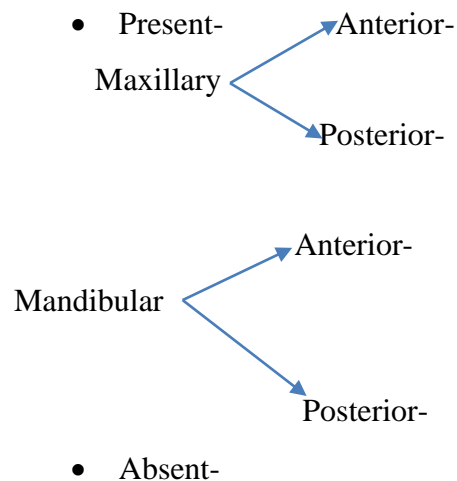 • Present- Anterior-
Maxillary
Posterior-
Anterior-
Mandibular
Posterior-
• Absent-